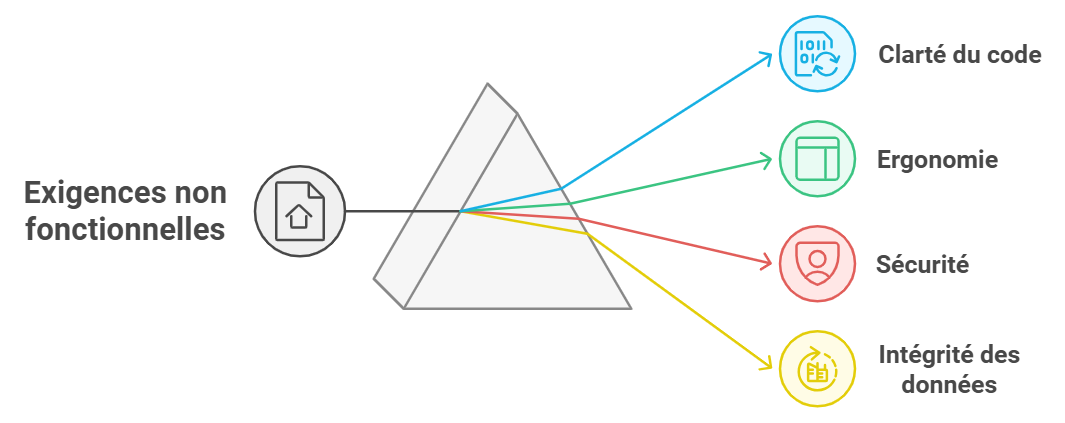 Exigences non
fonctionnelles
Clarté du code
Ergonomie
Sécurité
Intégrité des
données